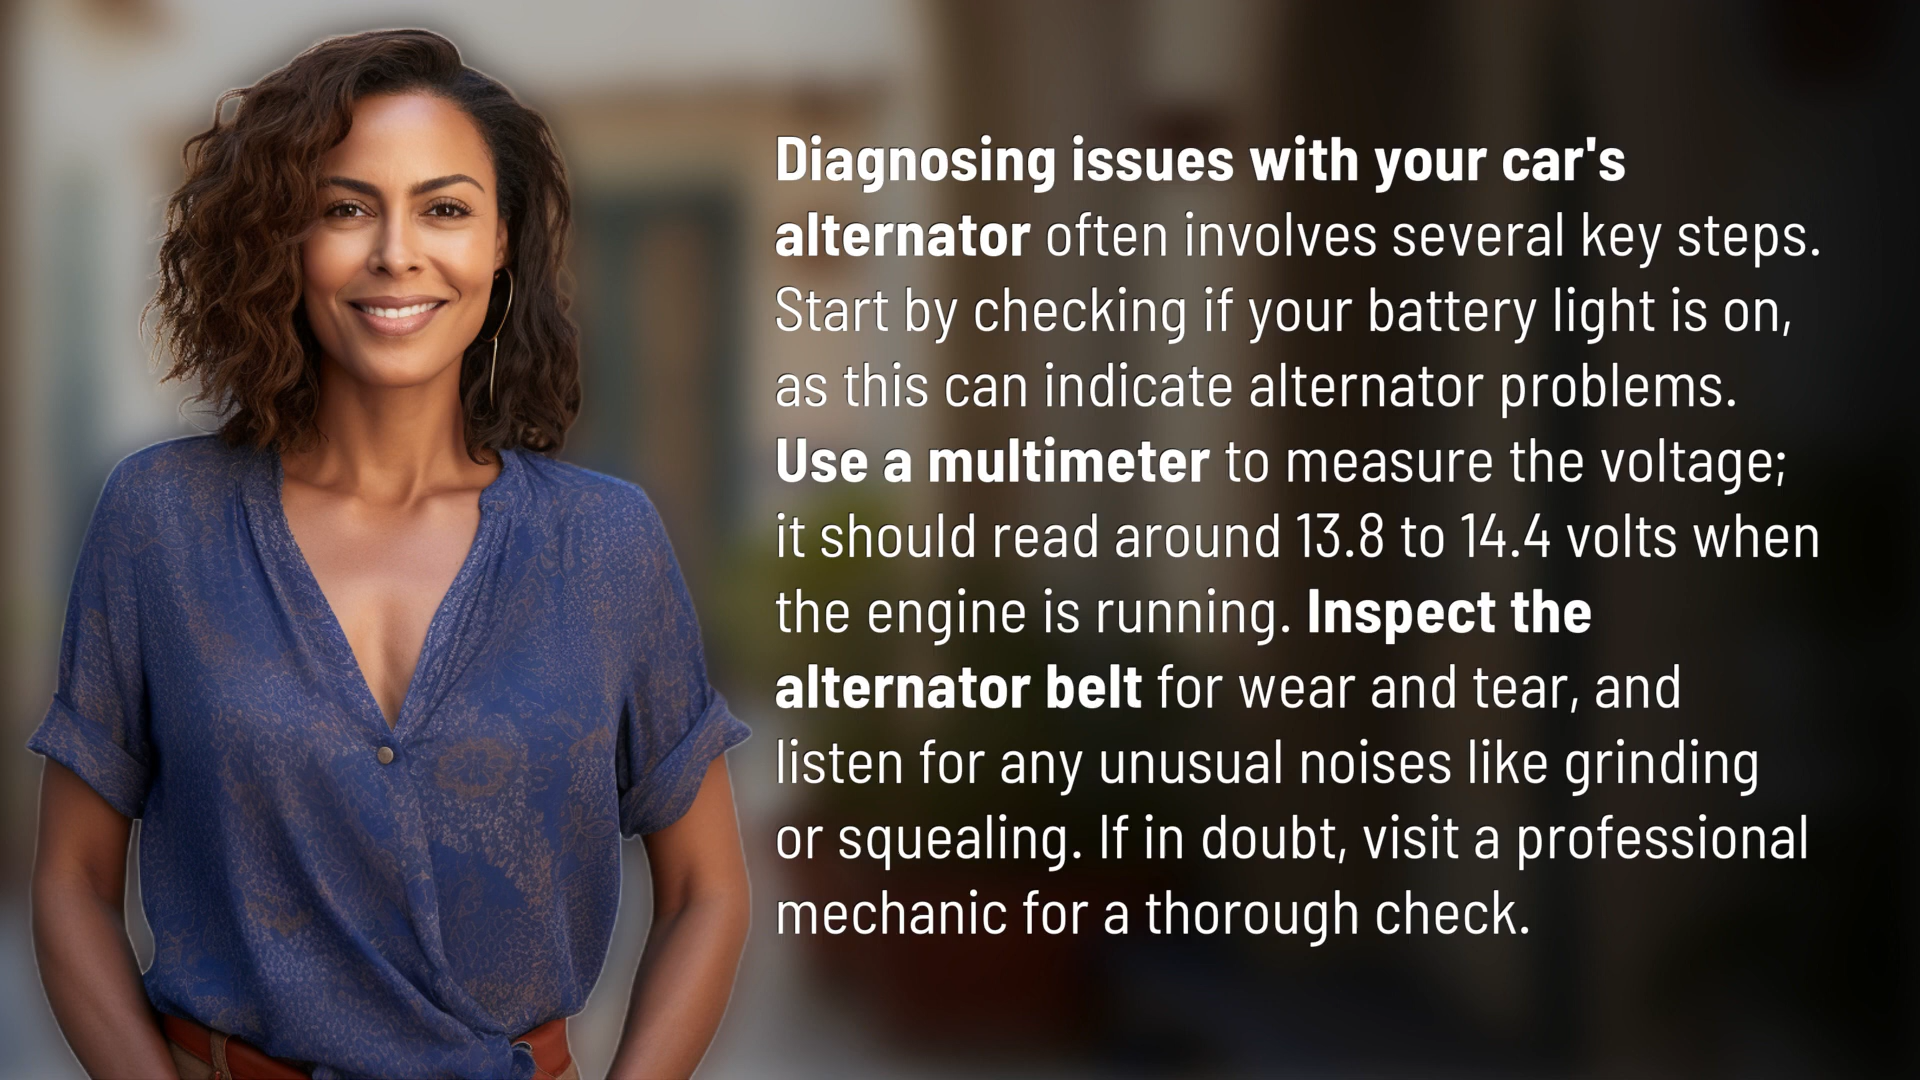 Diagnosing issues with your car's
alternator often involves several key steps.
Start by checking if your battery light is on,
as this can indicate alternator problems.
Use a multimeter to measure the voltage;
it should read around 13.8 to 14.4 volts when
the engine is running. Inspect the
alternator belt for wear and tear, and
listen for any unusual noises like grinding
or squealing. If in doubt, visit a professional
mechanic for a thorough check.